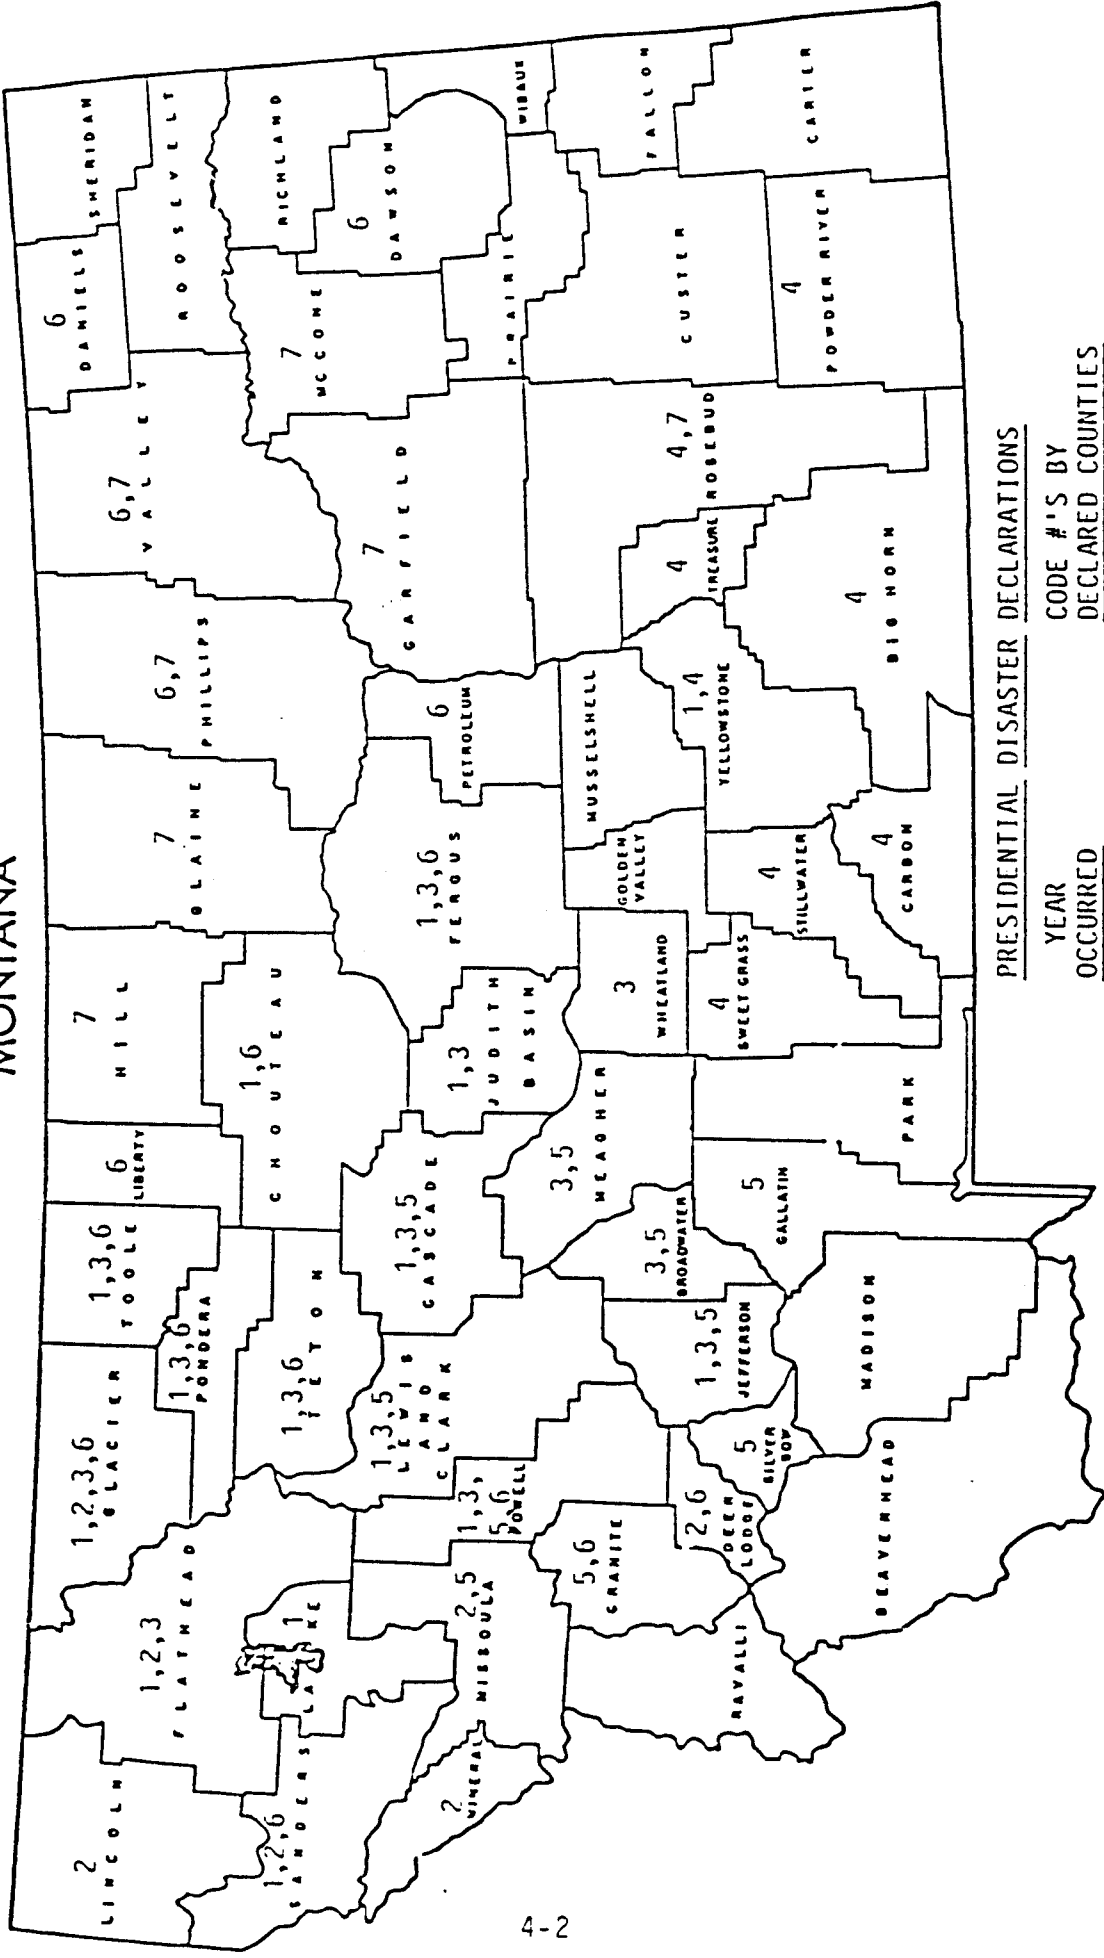 MONTANA
2
LINCOLN
1,2,3
FLATHEAD
1,2,3,6
GLACIER
1,3,6
TOOLE
6
LIBERTY
7
HILL
7
BLAINE
6,7
PHILLIPS
6,7
VALLEY
6
DANIELS
SHERIDAN
ROOSEVELT
1,2,6
SANDERS
1
LAKE
1,3,6
PONDERA
1,3,6
TETON
1,6
CHOUTEAU
7
MCCONE
RICHLAND
6
DAWSON
2
MINERAL
2,5
MISSOULA
1,3,
5,6
POWELL
1,3,5
LEWIS
AND
CLARK
1,3,5
CASCADE
1,3
JUDITH
BASIN
1,3,6
FERGUS
6
PETROLEUM
7
GARFIELD
PRAIRIE
WIBAUX
5,6
GRANITE
3,5
MEAGHER
3
WHEATLAND
GOLDEN
VALLEY
MUSSELSHELL
4
TREASURE
4,7
ROSEBUD
CUSTER
FALLON
RAVALLI
2,6
DEER
LODGE
5
SILVER
BOW
1,3,5
JEFFERSON
3,5
BROADWATER
5
GALLATIN
PARK
4
SWEET GRASS
4
STILLWATER
1,4
YELLOWSTONE
4
CARBON
4
BIG HORN
4
POWDER RIVER
CARTER
BEAVERHEAD
MADISON
PRESIDENTIAL DISASTER DECLARATIONS
YEAR OCCURRED
CODE #'S BY DECLARED COUNTIES
4-2